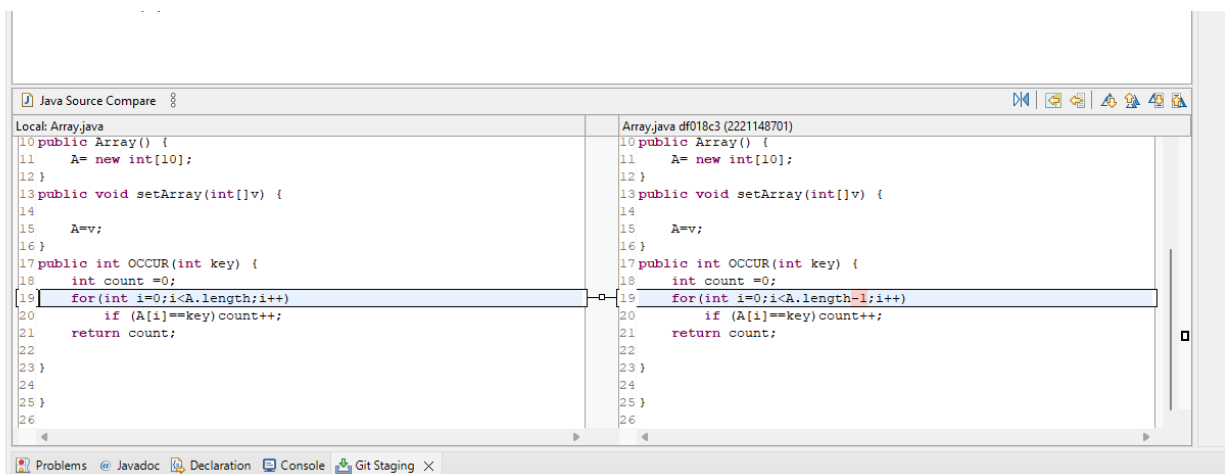 Java Source Compare
Local: Array.java
10 public Array() {
11 A= new int[10];
12 }
13 public void setArray(int[]v) {
14
15 A=v;
16 }
17 public int OCCUR(int key) {
18 int count =0;
19 for(int i=0;i<A.length;i++)
20 if (A[i]==key)count++;
21 return count;
22
23 }
24
25 }
26
Array.java df018c3 (2221148701)
10 public Array() {
11 A= new int[10];
12 }
13 public void setArray(int[]v) {
14
15 A=v;
16 }
17 public int OCCUR(int key) {
18 int count =0;
19 for(int i=0;i<A.length-1;i++)
20 if (A[i]==key)count++;
21 return count;
22
23 }
24
25 }
26
Problems @ Javadoc Declaration Console Git Staging